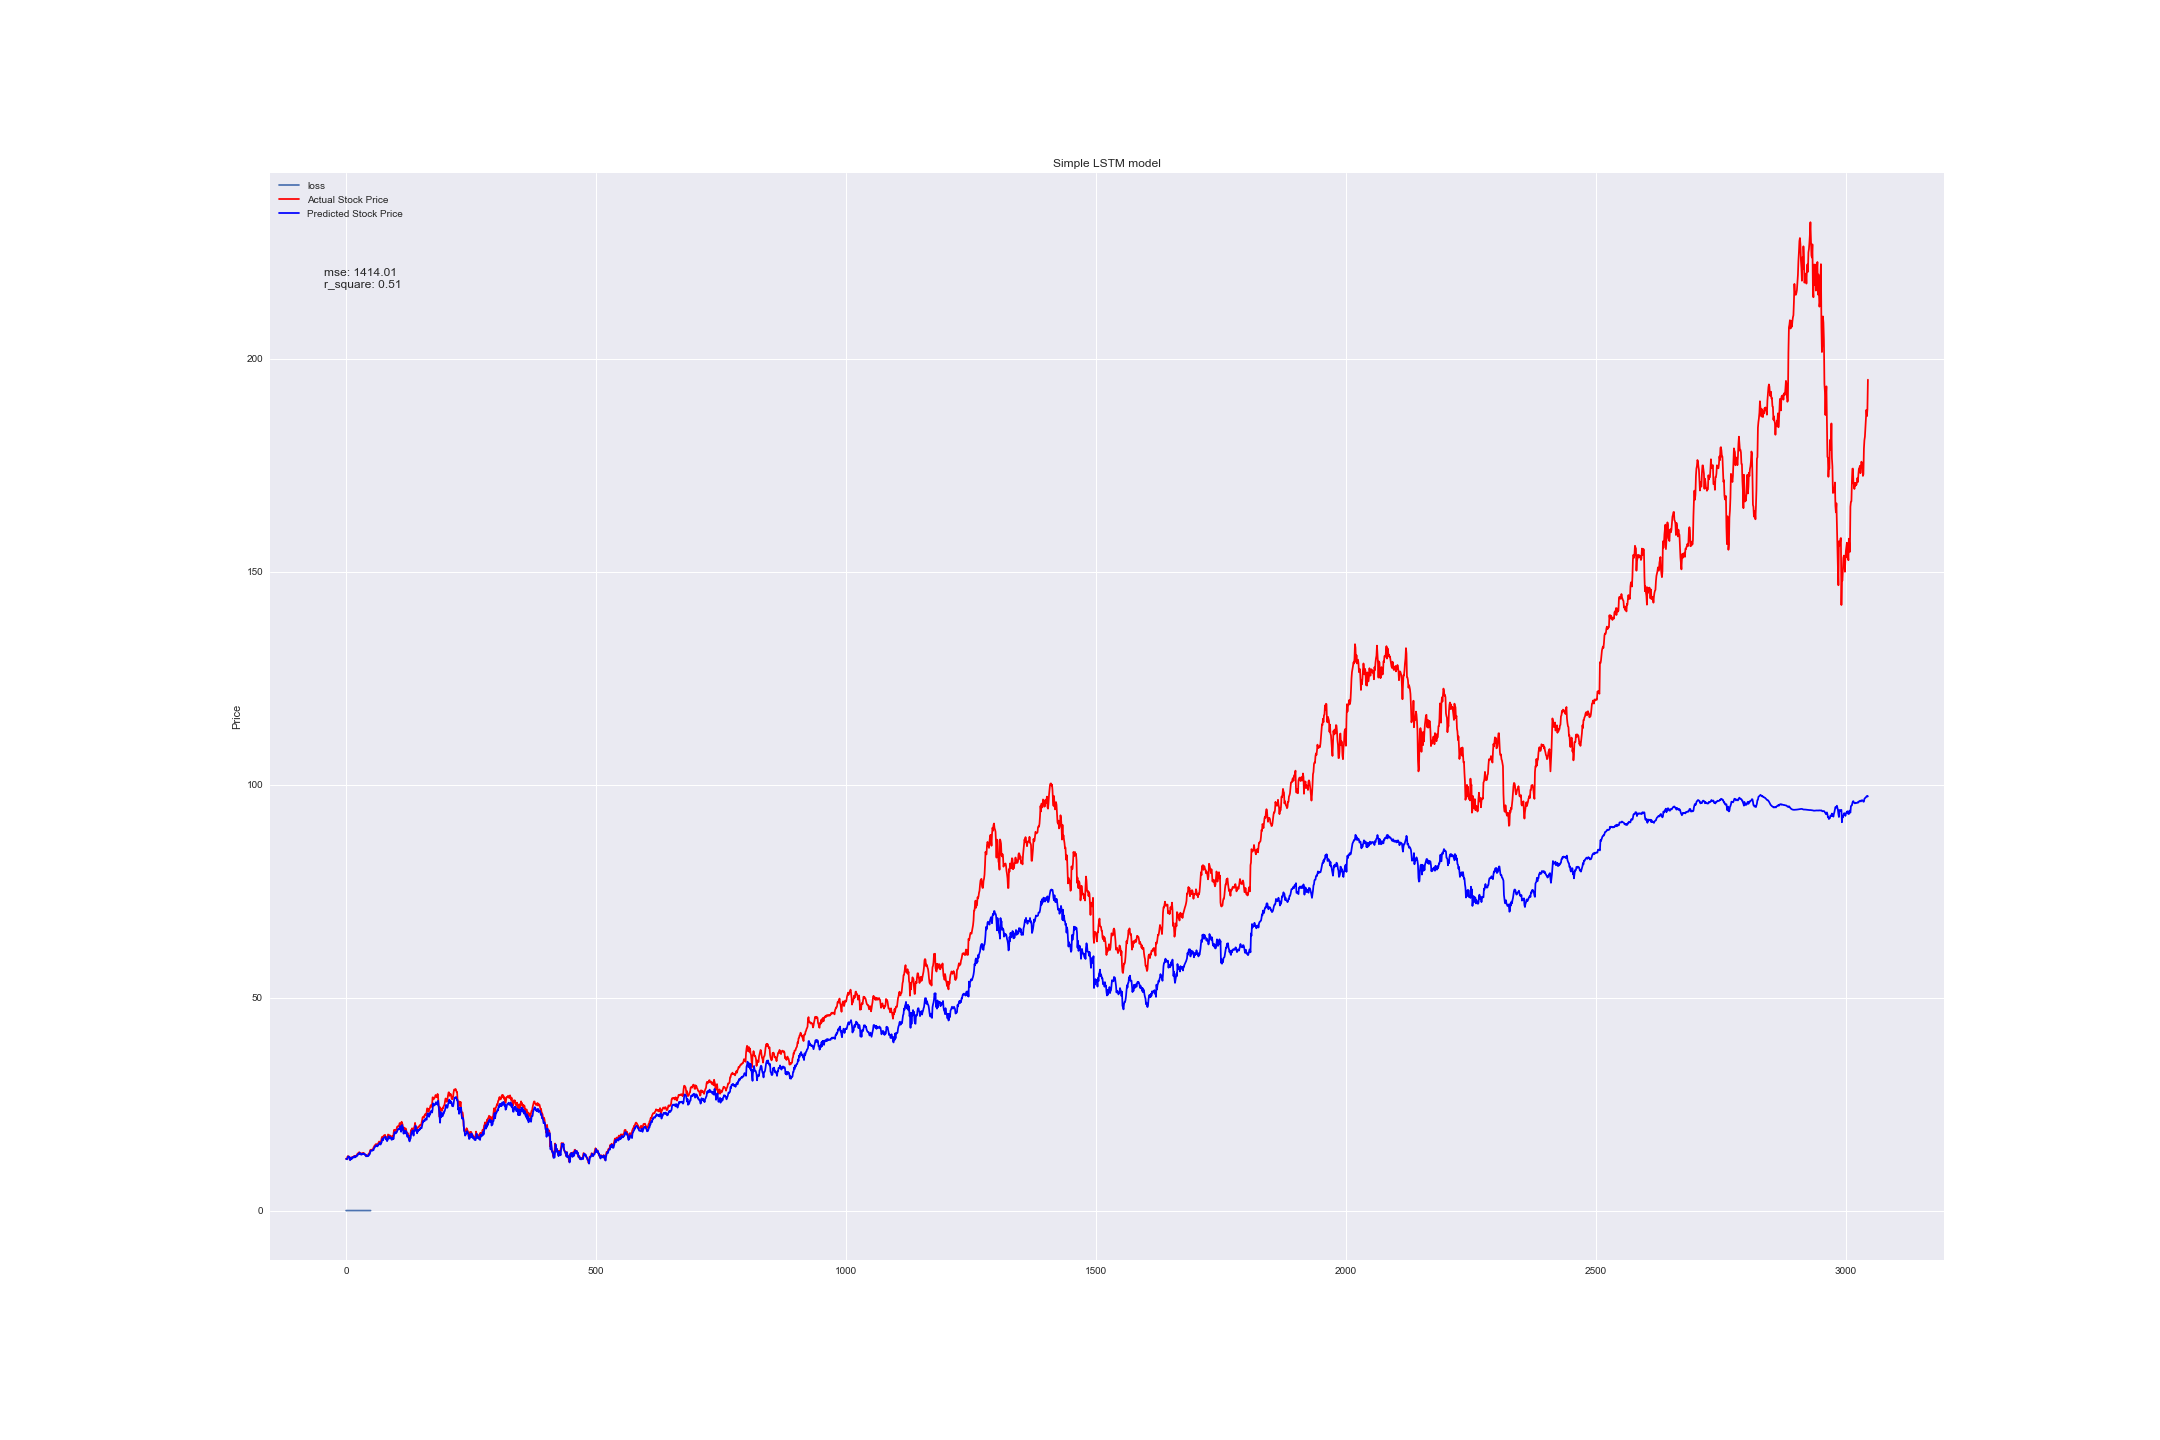 Simple LSTM model
loss
Actual Stock Price
Predicted Stock Price
mse: 1414.01
r_square: 0.51
200
150
100
50
0
Price
0 500 1000 1500 2000 2500 3000